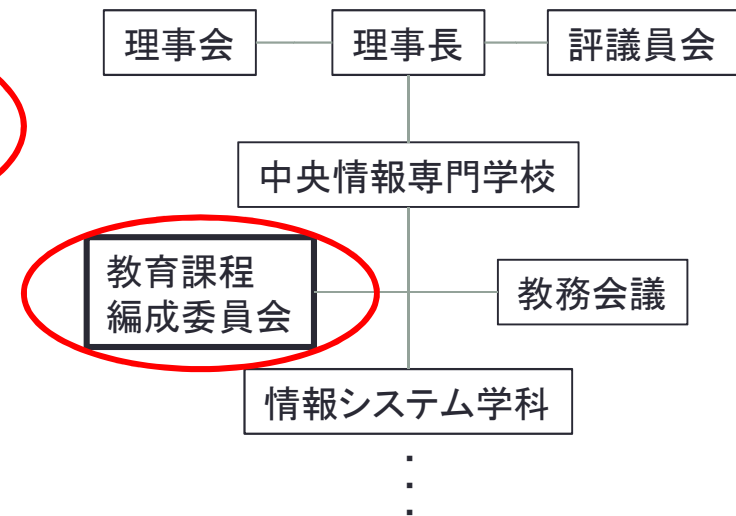 理事会
理事長
評議員会
中央情報専門学校
教育課程
編成委員会
教務会議
情報システム学科
・
・
・